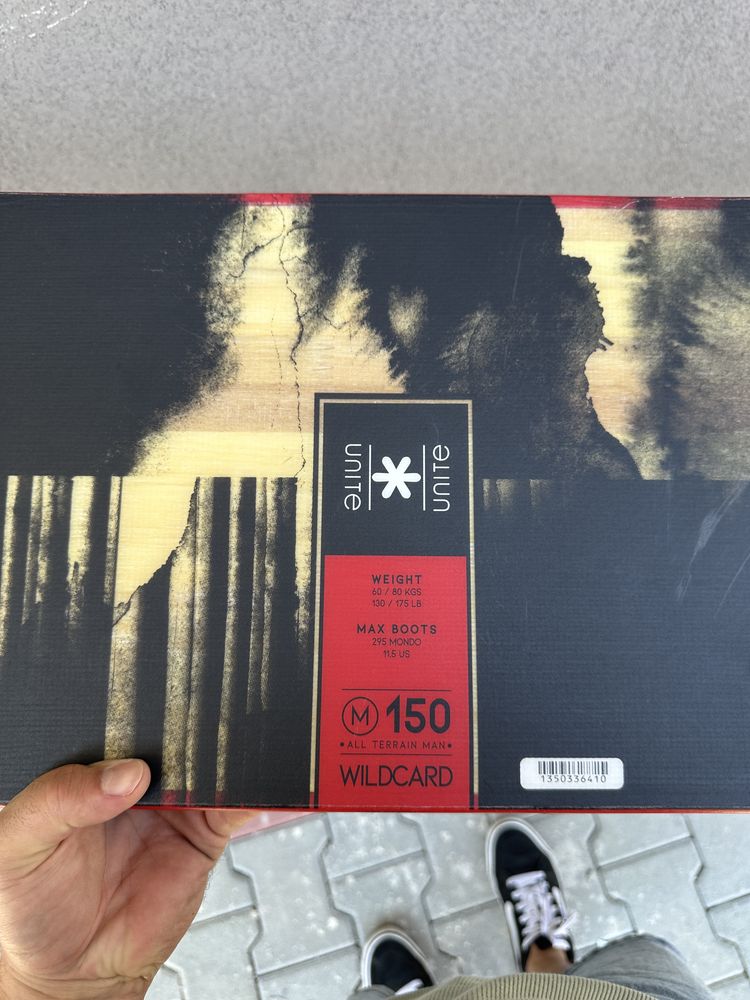 unite
unite
WEIGHT
60 / 80 KGS
130 / 175 LB
MAX BOOTS
295 MONDO
11,5 US
M 150
•ALL TERRAIN MAN•
WILDCARD
1350336410